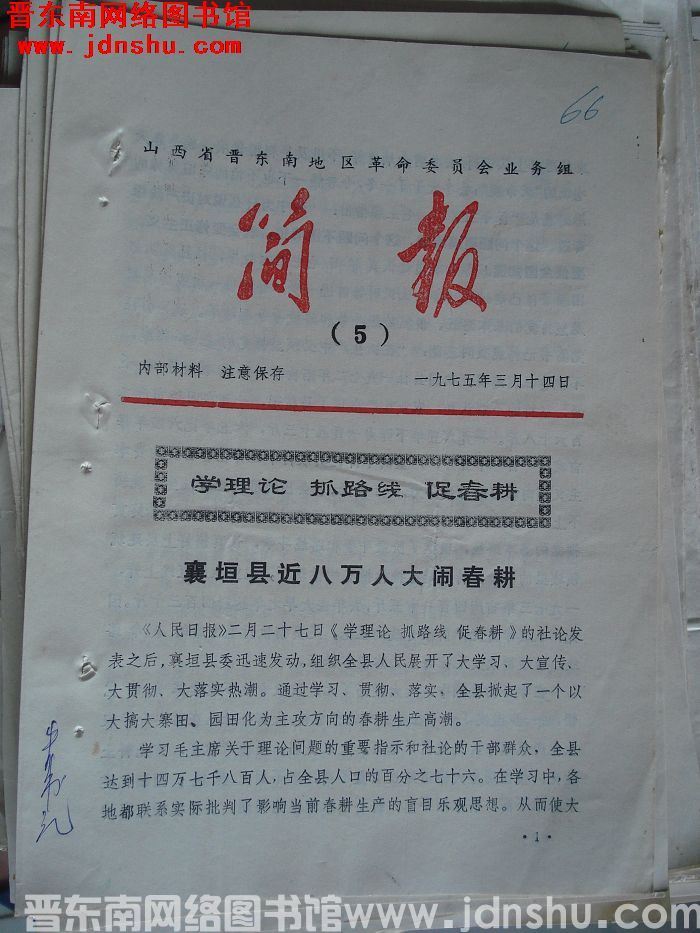 晋东南网络图书馆
www.jdnshu.com
66
山西省晋东南地区革命委员会业务组
简报
(5)
内部材料 注意保存 一九七五年三月十四日
学理论 抓路线 促春耕
襄垣县近八万人大闹春耕
《人民日报》二月二十七日《学理论 抓路线 促春耕》的社论发
表之后，襄垣县委迅速发动，组织全县人民展开了大学习、大宣传、
大贯彻、大落实热潮。通过学习、贯彻、落实，全县掀起了一个以
大搞大寨田、园田化为主攻方向的春耕生产高潮。
学习毛主席关于理论问题的重要指示和社论的干部群众，全县
达到十四万七千八百人，占全县人口的百分之七十六。在学习中，各
地都联系实际批判了影响当前春耕生产的盲目乐观思想。从而使大
·1·
晋东南网络图书馆www.jdnshu.com